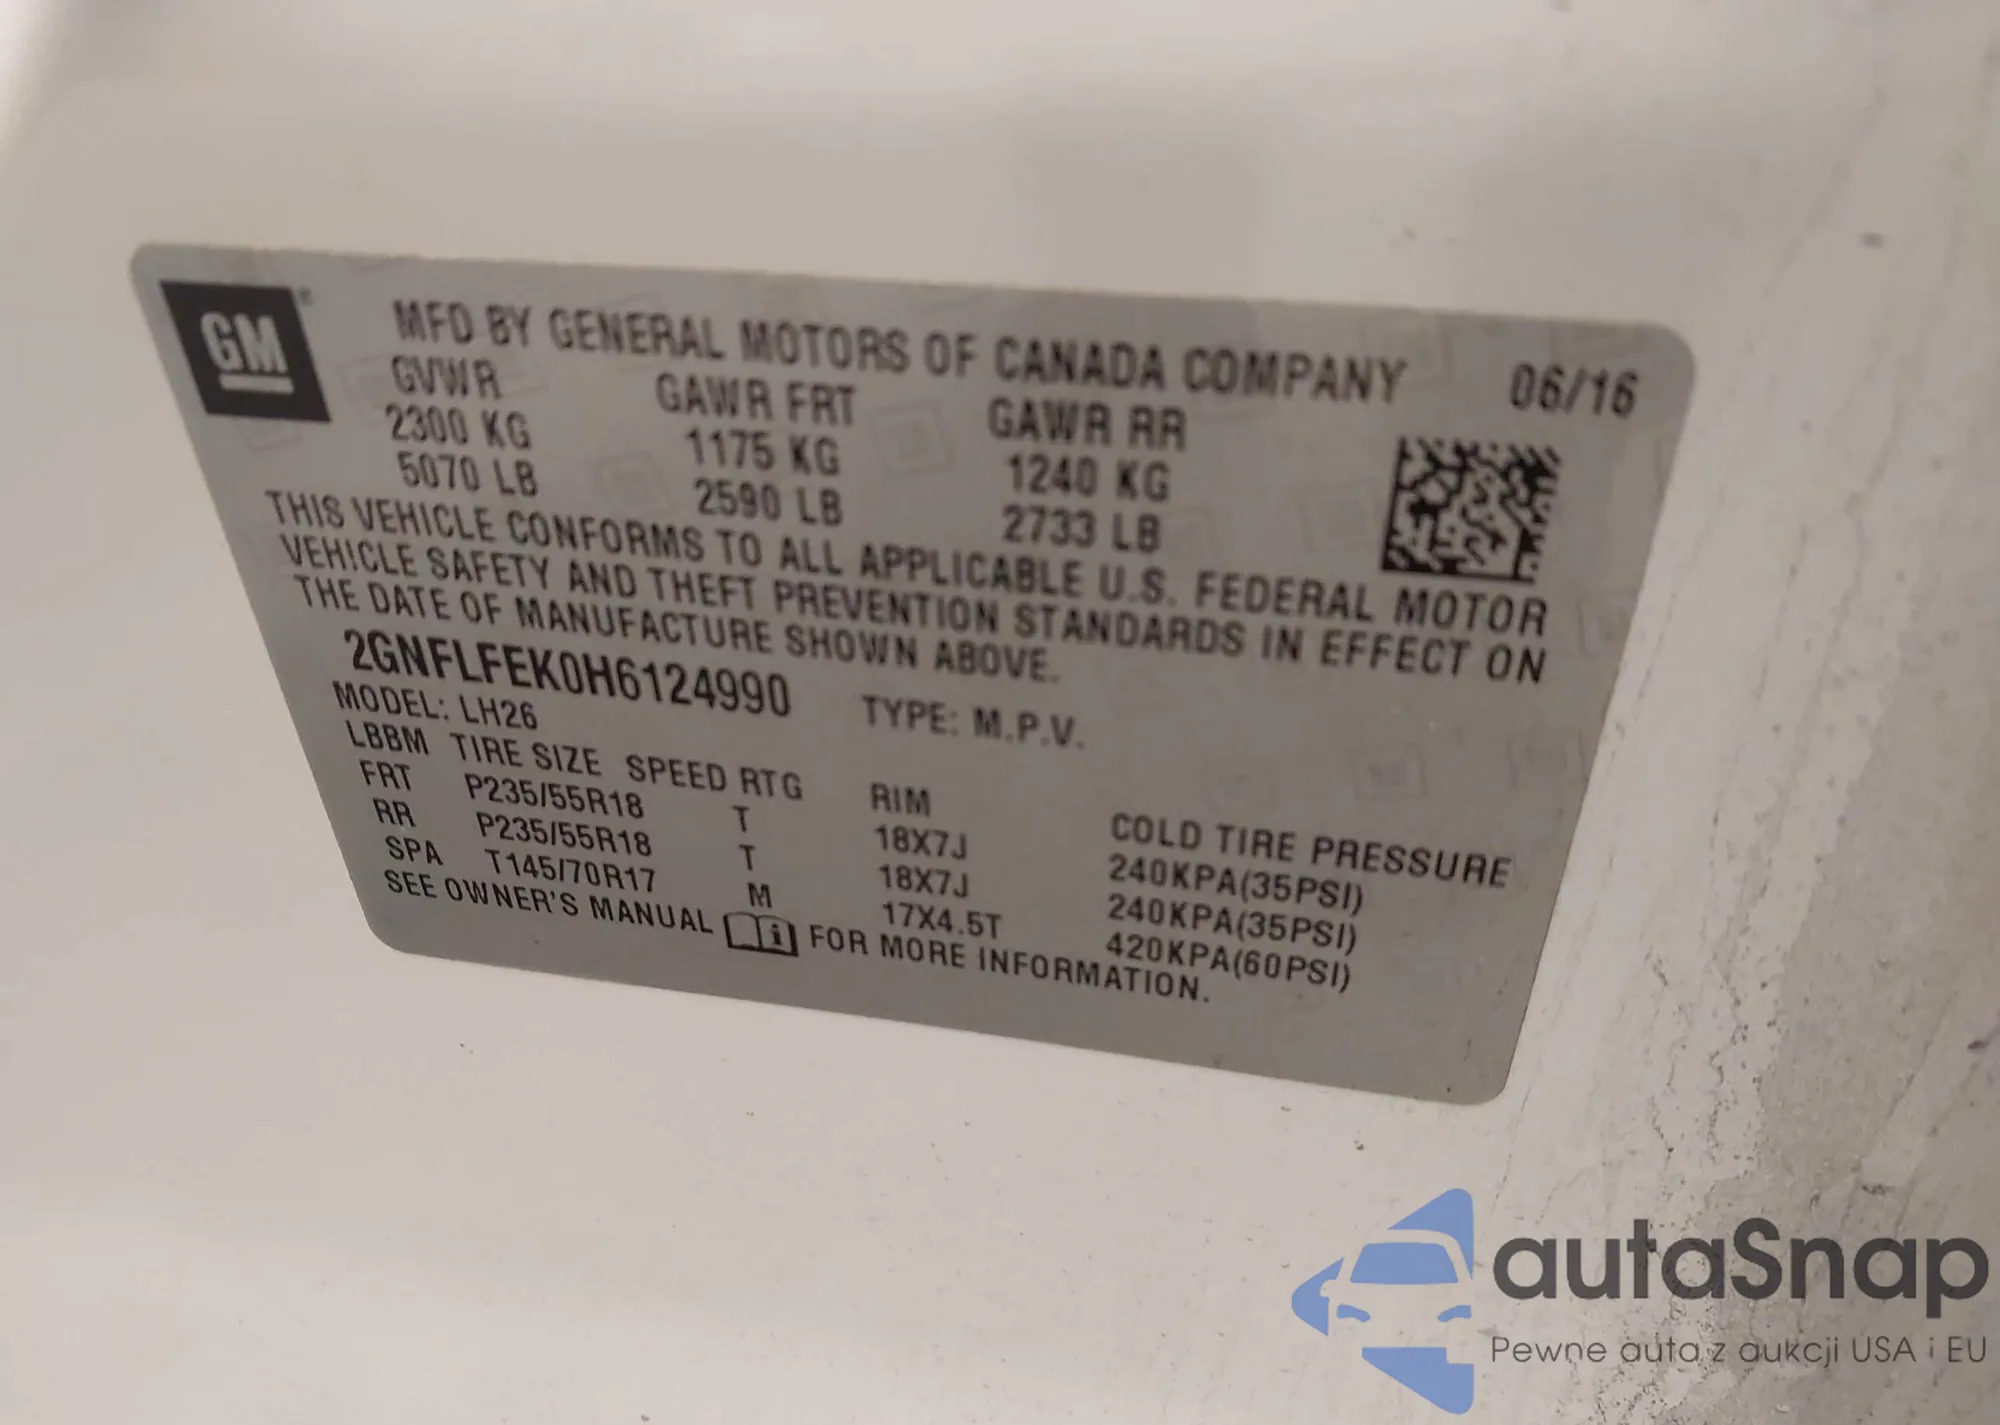 GM
MFD BY GENERAL MOTORS OF CANADA COMPANY 06/16
GVWR GAWR FRT GAWR RR
2300 KG 1175 KG 1240 KG
5070 LB 2590 LB 2733 LB
THIS VEHICLE CONFORMS TO ALL APPLICABLE U.S. FEDERAL MOTOR
VEHICLE SAFETY AND THEFT PREVENTION STANDARDS IN EFFECT ON
THE DATE OF MANUFACTURE SHOWN ABOVE.
2GNFLFEK0H6124990 TYPE: M.P.V.
MODEL: LH26
LBBM TIRE SIZE SPEED RTG RIM COLD TIRE PRESSURE
FRT P235/55R18 T 18X7J 240KPA(35PSI)
RR P235/55R18 T 18X7J 240KPA(35PSI)
SPA T145/70R17 M 17X4.5T 420KPA(60PSI)
SEE OWNER'S MANUAL i FOR MORE INFORMATION.
autaSnap
Pewne auta z aukcji USA i EU